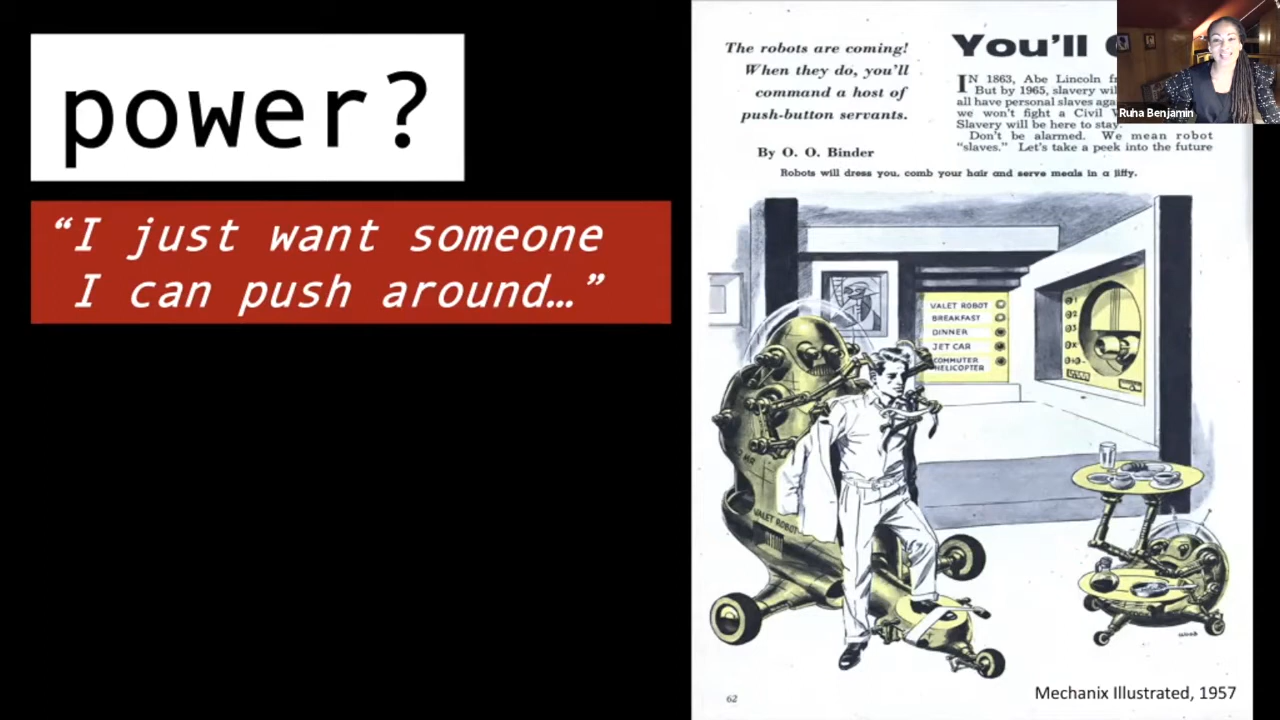 power?
“I just want someone
I can push around…”
The robots are coming!
When they do, you'll
command a host of
push-button servants.
By O. O. Binder
You'll
IN 1863, Abe Lincoln
But by 1965, slavery
all have personal slaves
we won't fight a Civil
Slavery will be here to stay.
Don't be alarmed. We mean robot
“slaves.” Let's take a peek into the future
Ruha Benjamin
Robots will dress you, comb your hair and serve meals in a jiffy.
VALET ROBOT
BREAKFAST
DINNER
JET CAR
COMMUTER
HELICOPTER
VALET ROBOT
62
Mechanix Illustrated, 1957